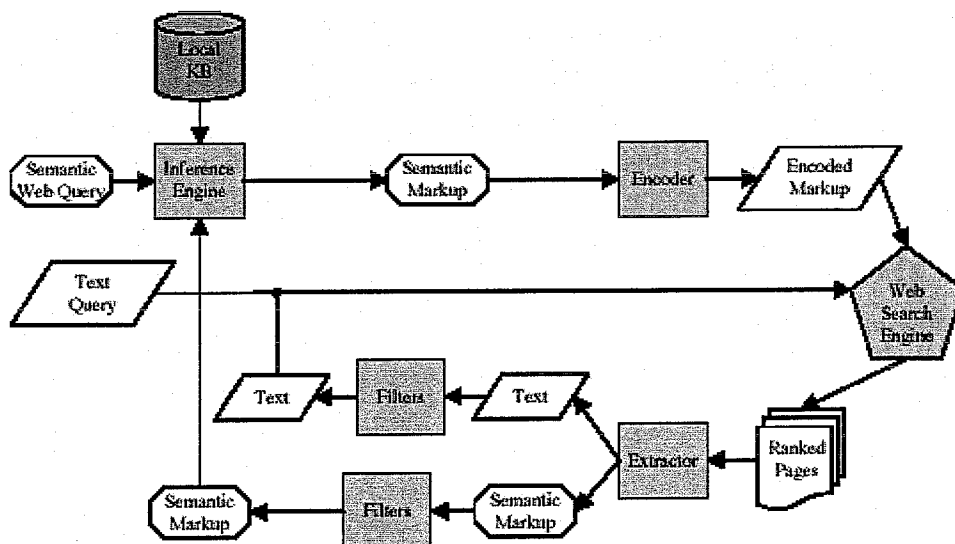 Local
KB
Semantic
Web Query
Inference
Engine
Semantic
Markup
Encoder
Encoded
Markup
Text
Query
Web
Search
Engine
Text
Filters
Text
Extractor
Ranked
Pages
Semantic
Markup
Filters
Semantic
Markup